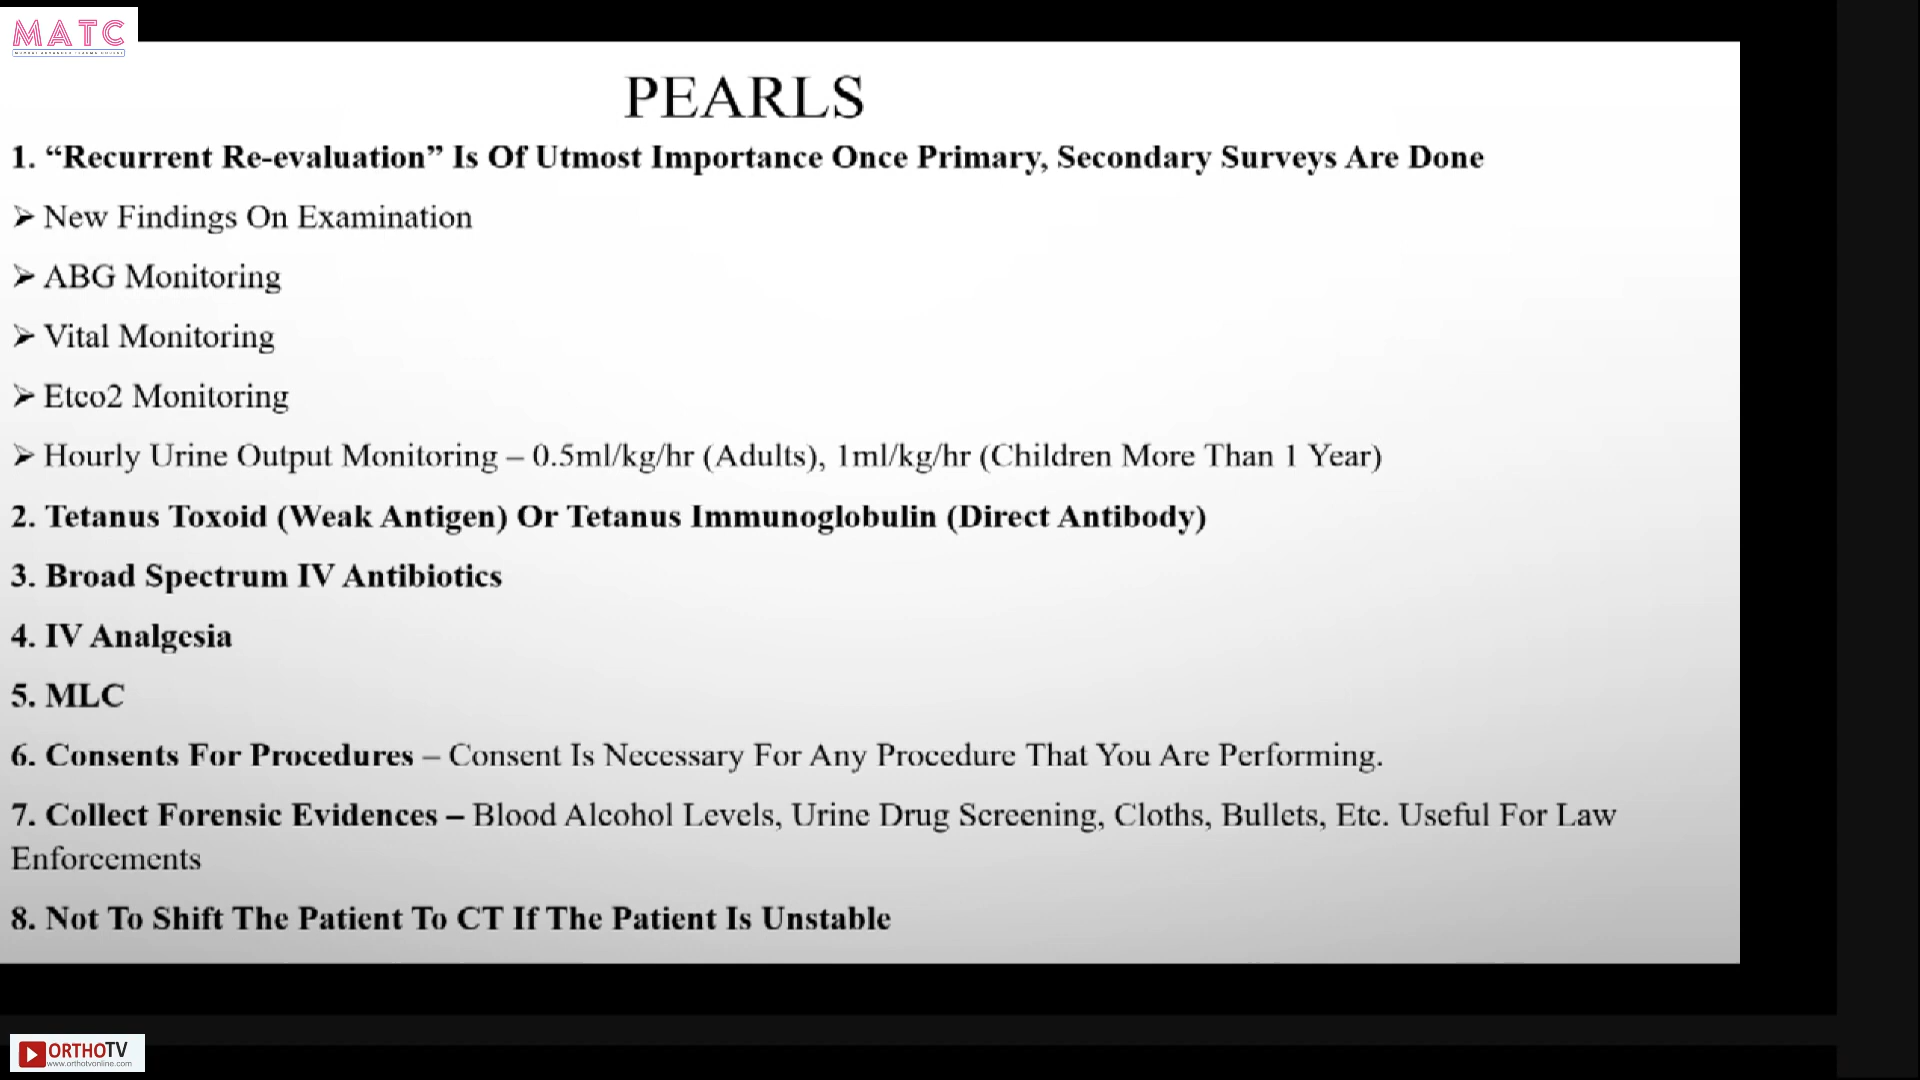 MATC
PEARLS
1. “Recurrent Re-evaluation” Is Of Utmost Importance Once Primary, Secondary Surveys Are Done
➢ New Findings On Examination
➢ ABG Monitoring
➢ Vital Monitoring
➢ Etco2 Monitoring
➢ Hourly Urine Output Monitoring – 0.5ml/kg/hr (Adults), 1ml/kg/hr (Children More Than 1 Year)
2. Tetanus Toxoid (Weak Antigen) Or Tetanus Immunoglobulin (Direct Antibody)
3. Broad Spectrum IV Antibiotics
4. IV Analgesia
5. MLC
6. Consents For Procedures – Consent Is Necessary For Any Procedure That You Are Performing.
7. Collect Forensic Evidences – Blood Alcohol Levels, Urine Drug Screening, Cloths, Bullets, Etc. Useful For Law
Enforcements
8. Not To Shift The Patient To CT If The Patient Is Unstable
ORTHOTV
www.orthotvonline.com